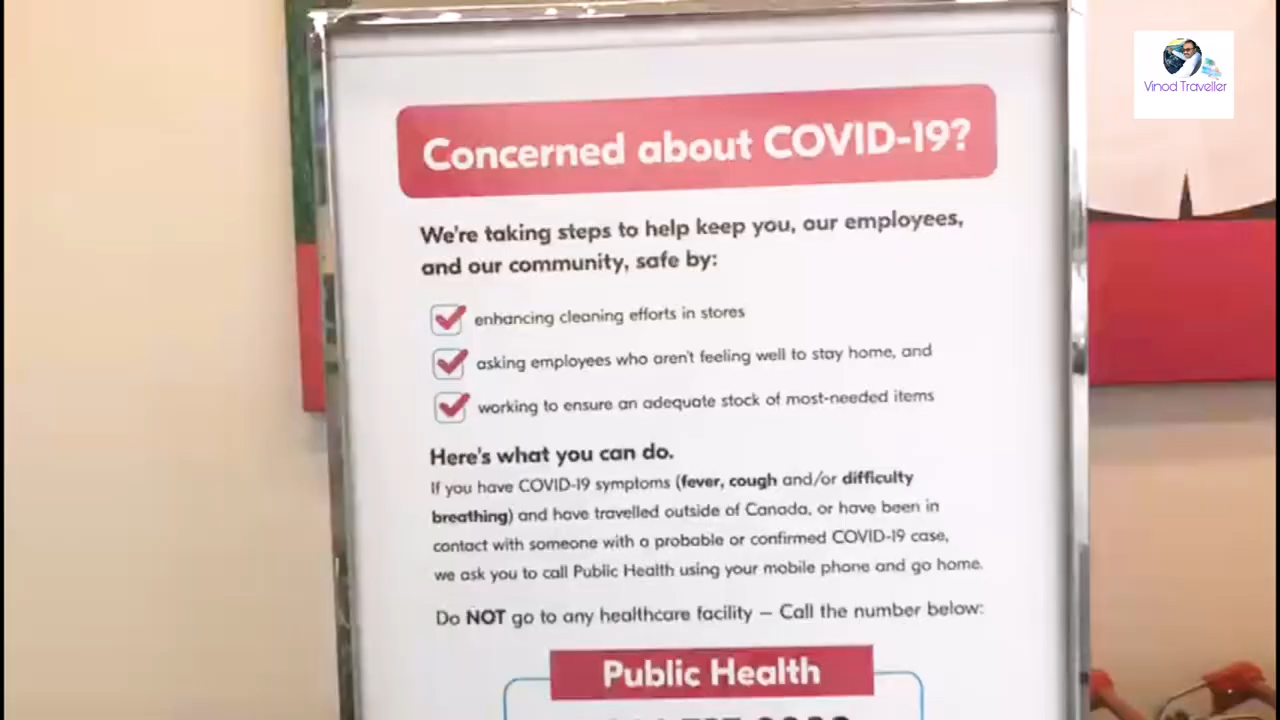 Vinod Traveller
Concerned about COVID-19?
We're taking steps to help keep you, our employees,
and our community, safe by:
enhancing cleaning efforts in stores
asking employees who aren't feeling well to stay home, and
working to ensure an adequate stock of most-needed items
Here's what you can do.
If you have COVID-19 symptoms (fever, cough and/or difficulty
breathing) and have travelled outside of Canada, or have been in
contact with someone with a probable or confirmed COVID-19 case,
we ask you to call Public Health using your mobile phone and go home.
Do NOT go to any healthcare facility – Call the number below:
Public Health